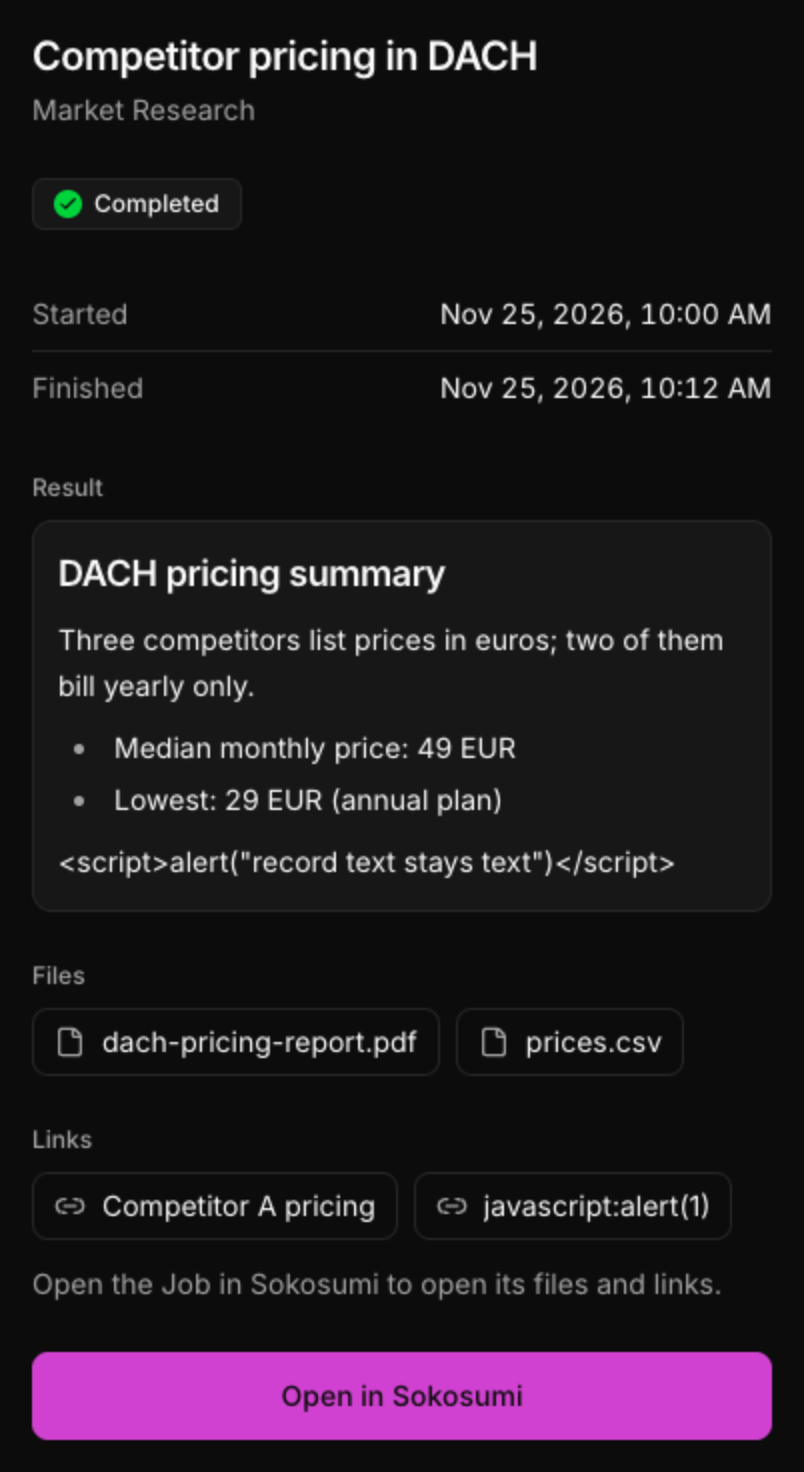 Competitor pricing in DACH
Market Research
Completed
Started Nov 25, 2026, 10:00 AM
Finished Nov 25, 2026, 10:12 AM
Result
DACH pricing summary
Three competitors list prices in euros; two of them
bill yearly only.
• Median monthly price: 49 EUR
• Lowest: 29 EUR (annual plan)
<script>alert("record text stays text")</script>
Files
dach-pricing-report.pdf prices.csv
Links
Competitor A pricing javascript:alert(1)
Open the Job in Sokosumi to open its files and links.
Open in Sokosumi